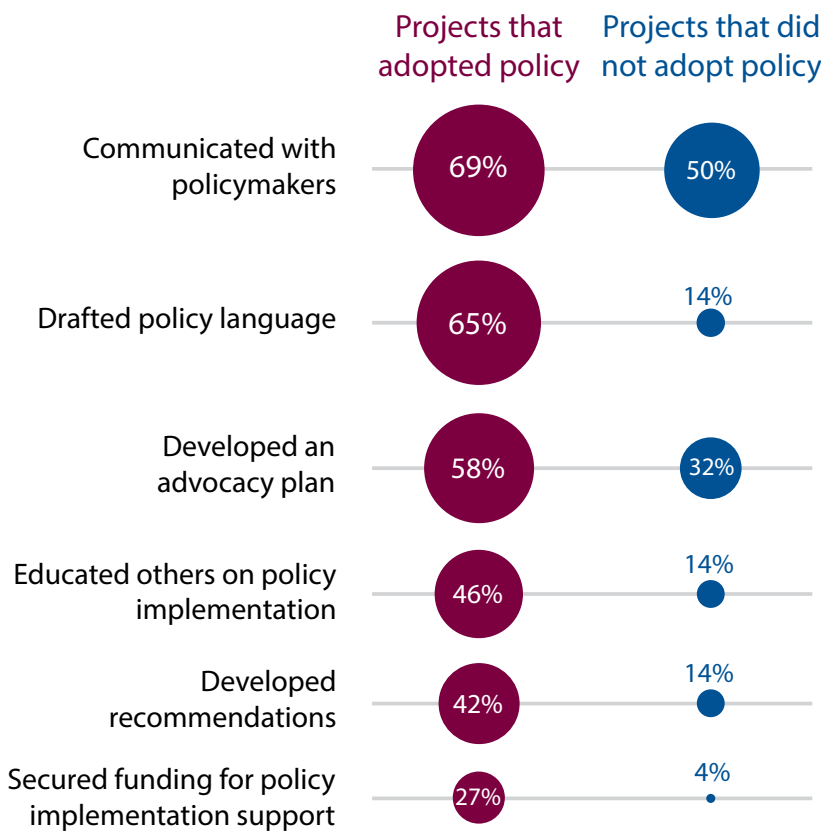 Projects that
adopted policy
Projects that did
not adopt policy
Communicated with
policymakers
69%
50%
Drafted policy language
65%
14%
Developed an
advocacy plan
58%
32%
Educated others on policy
implementation
46%
14%
Developed
recommendations
42%
14%
Secured funding for policy
implementation support
27%
4%